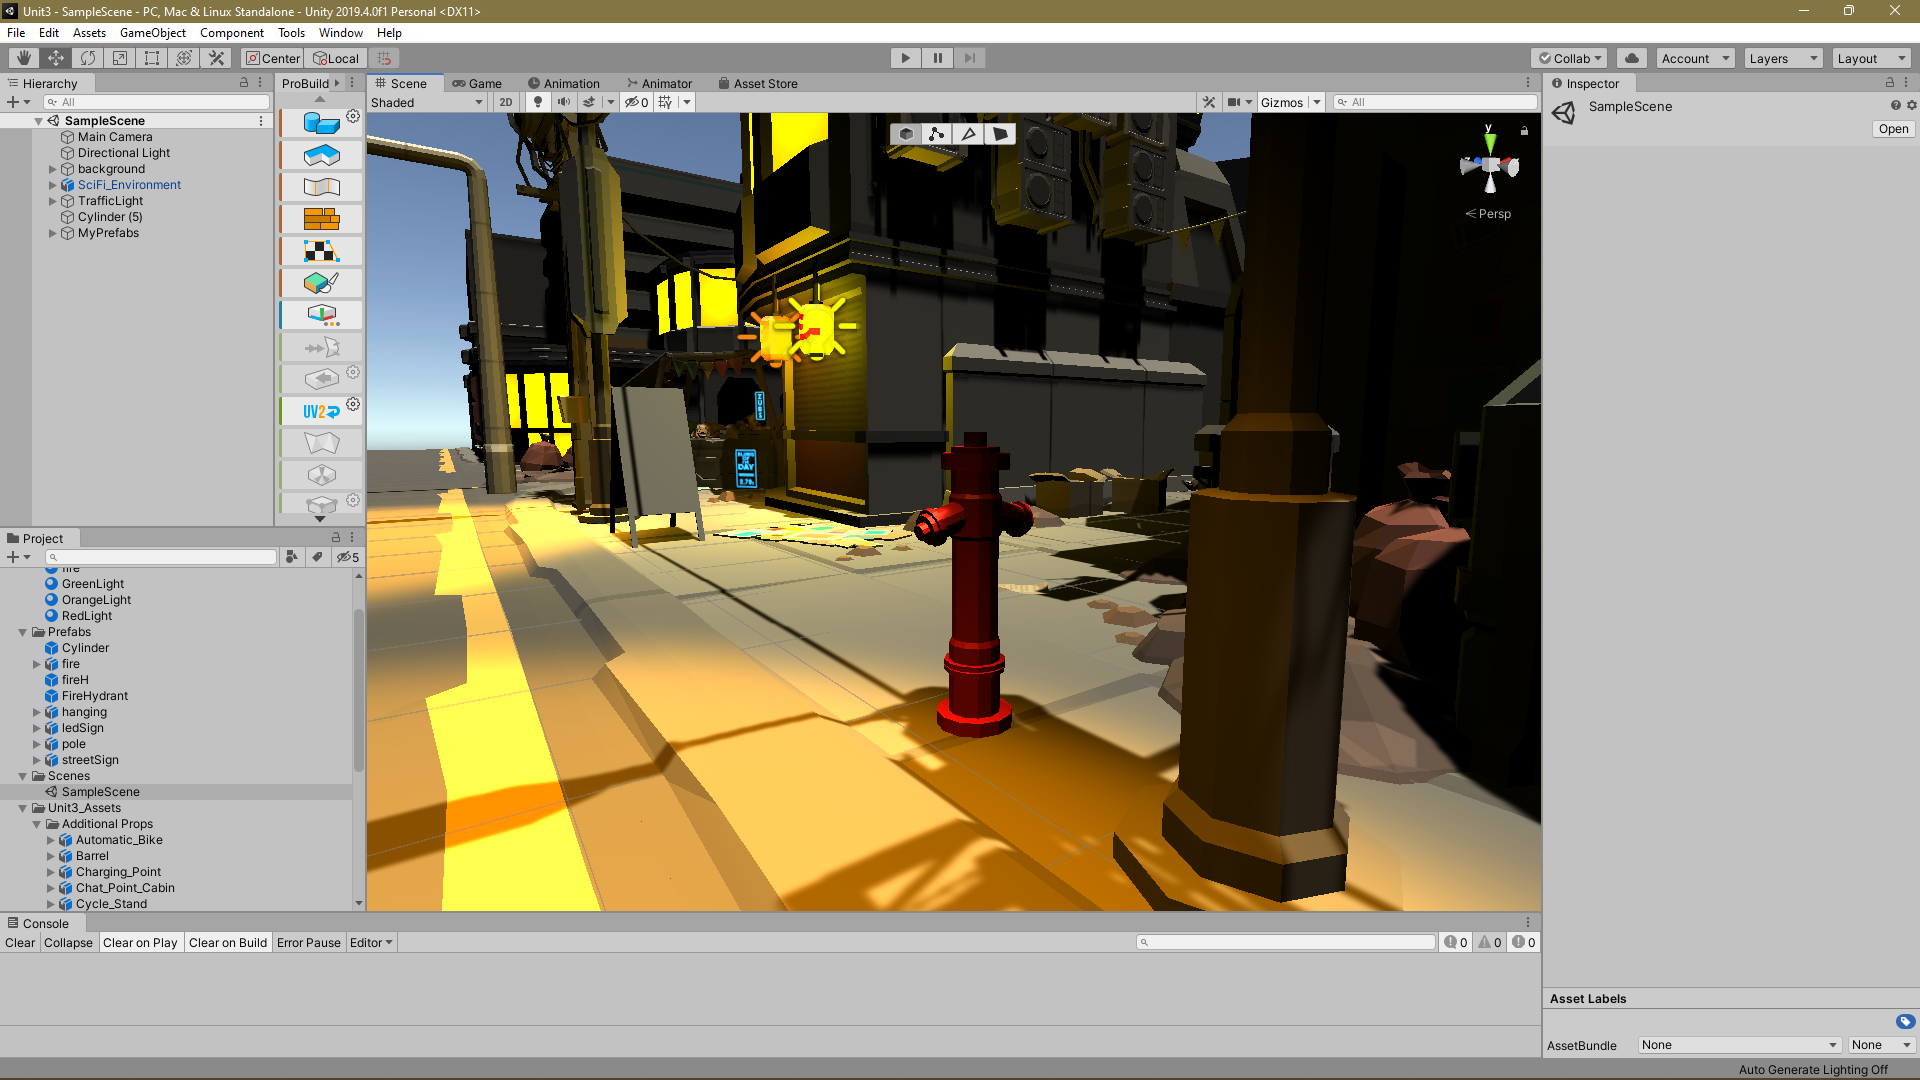 Unit3 - SampleScene - PC, Mac & Linux Standalone - Unity 2019.4.0f1 Personal <DX11>
File Edit Assets GameObject Component Tools Window Help
Center Local Collab Account Layers Layout
Hierarchy ProBuild Scene Game Animation Animator Asset Store Inspector
All Shaded 2D 0 Gizmos All SampleScene
SampleScene Open
Main Camera
Directional Light
background
SciFi_Environment
TrafficLight
Cylinder (5)
MyPrefabs
y
Persp
UV2
DAY
Project
5
fire
GreenLight
OrangeLight
RedLight
Prefabs
Cylinder
fire
fireH
FireHydrant
hanging
ledSign
pole
streetSign
Scenes
SampleScene
Unit3_Assets
Additional Props
Automatic_Bike
Barrel
Charging_Point
Chat_Point_Cabin
Cycle_Stand
Console
Clear Collapse Clear on Play Clear on Build Error Pause Editor 0 0 0
Asset Labels
AssetBundle None None
Auto Generate Lighting Off